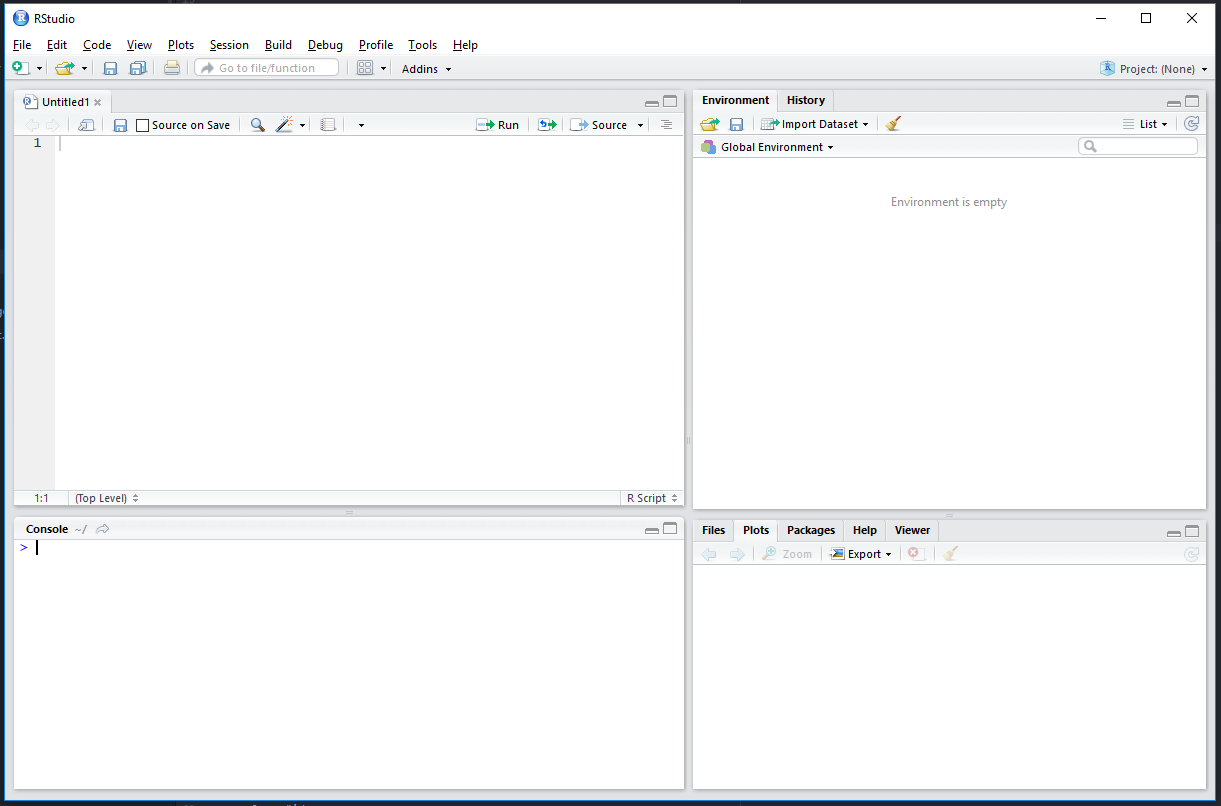 RStudio
File Edit Code View Plots Session Build Debug Profile Tools Help
Go to file/function Addins Project: (None)
Untitled1
Source on Save Run Source
1
1:1 (Top Level) R Script
Console ~/
>
Environment History
Import Dataset List
Global Environment
Environment is empty
Files Plots Packages Help Viewer
Zoom Export